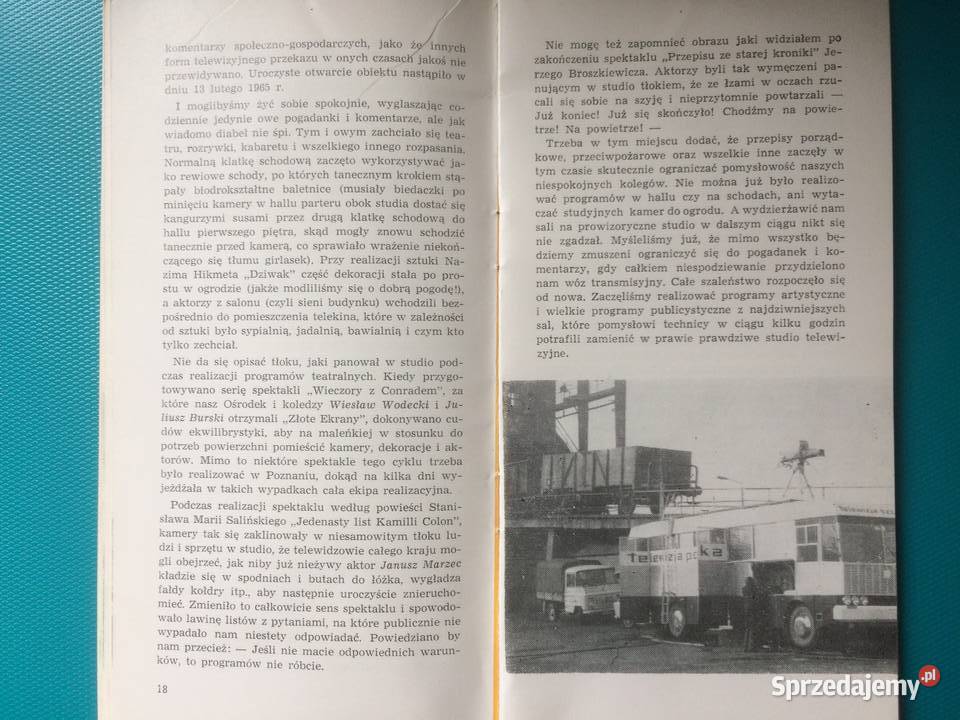 komentarzy społeczno-gospodarczych, jako że innych
form telewizyjnego przekazu w onych czasach jakoś nie
przewidywano. Uroczyste otwarcie obiektu nastąpiło w
dniu 13 lutego 1965 r.
I moglibyśmy żyć sobie spokojnie, wygłaszając co-
dziennie jedynie owe pogadanki i komentarze, ale jak
wiadomo diabeł nie śpi. Tym i owym zachciało się tea-
tru, rozrywki, kabaretu i wszelkiego innego rozpasania.
Normalną klatkę schodową zaczęto wykorzystywać ja-
ko rewiowe schody, po których tanecznym krokiem stą-
pały biodrokształtne baletnice (musiały biedaczki po
minięciu kamery w hallu parteru obok studia dostać się
kangurzymi susami przez drugą klatkę schodową do
hallu pierwszego piętra, skąd mogły znowu schodzić
tanecznie przed kamerą, co sprawiało wrażenie niekoń-
czącego się tłumu girlasek). Przy realizacji sztuki Na-
zima Hikmeta „Dziwak” część dekoracji stała po pro-
stu w ogrodzie (jakże modliliśmy się o dobrą pogodę!),
a aktorzy z salonu (czyli sieni budynku) wchodzili bez-
pośrednio do pomieszczenia telekina, które w zależności
od sztuki było sypialnią, jadalnią, bawialnią i czym kto
tylko zechciał.
Nie da się opisać tłoku, jaki panował w studio pod-
czas realizacji programów teatralnych. Kiedy przygo-
towywano serię spektakli „Wieczory z Conradem”, za
które nasz Ośrodek i koledzy Wiesław Wodecki i Ju-
liusz Burski otrzymali „Złote Ekrany”, dokonywano cu-
dów ekwilibrystyki, aby na maleńkiej w stosunku do
potrzeb powierzchni pomieścić kamery, dekoracje i ak-
torów. Mimo to niektóre spektakle tego cyklu trzeba
było realizować w Poznaniu, dokąd na kilka dni wy-
jeżdżała w takich wypadkach cała ekipa realizacyjna.
Podczas realizacji spektaklu według powieści Stani-
sława Marii Salińskiego „Jedenasty list Kamilli Colon”,
kamery tak się zaklinowały w niesamowitym tłoku lu-
dzi i sprzętu w studio, że telewidzowie całego kraju mo-
gli obejrzeć, jak niby już nieżywy aktor Janusz Marzec
kładzie się w spodniach i butach do łóżka, wygładza
fałdy kołdry itp., aby następnie uroczyście znierucho-
mieć. Zmieniło to całkowicie sens spektaklu i spowodo-
wało lawinę listów z pytaniami, na które publicznie nie
wypadało nam niestety odpowiadać. Powiedziano by
nam przecież: — Jeśli nie macie odpowiednich warun-
ków, to programów nie róbcie.
18
Nie mogę też zapomnieć obrazu jaki widziałem po
zakończeniu spektaklu „Przepisu ze starej kroniki” Je-
rzego Broszkiewicza. Aktorzy byli tak wymęczeni pa-
nującym w studio tłokiem, że ze łzami w oczach rzu-
cali się sobie na szyję i nieprzytomnie powtarzali —
Już koniec! Już się skończyło! Chodźmy na powie-
trze! Na powietrze! —
Trzeba w tym miejscu dodać, że przepisy porząd-
kowe, przeciwpożarowe oraz wszelkie inne zaczęły w
tym czasie skutecznie ograniczać pomysłowość naszych
niespokojnych kolegów. Nie można już było realizo-
wać programów w hallu czy na schodach, ani wyta-
czać studyjnych kamer do ogrodu. A wydzierżawić nam
sali na prowizoryczne studio w dalszym ciągu nikt się
nie zgadzał. Myśleliśmy już, że mimo wszystko bę-
dziemy zmuszeni ograniczyć się do pogadanek i ko-
mentarzy, gdy całkiem niespodziewanie przydzielono
nam wóz transmisyjny. Całe szaleństwo rozpoczęło się
od nowa. Zaczęliśmy realizować programy artystyczne
i wielkie programy publicystyczne z najdziwniejszych
sal, które pomysłowi technicy w ciągu kilku godzin
potrafili zamienić w prawie prawdziwe studio telewi-
zyjne.
Telewizja
Sprzedajemy.pl